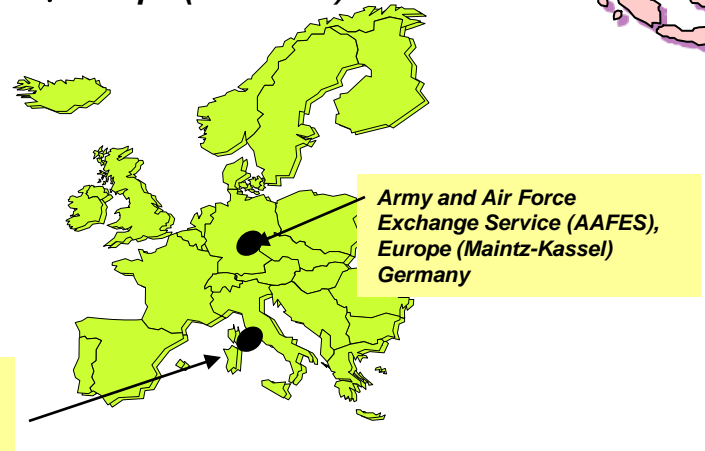 Army and Air Force
Exchange Service (AAFES),
Europe (Maintz-Kassel)
Germany